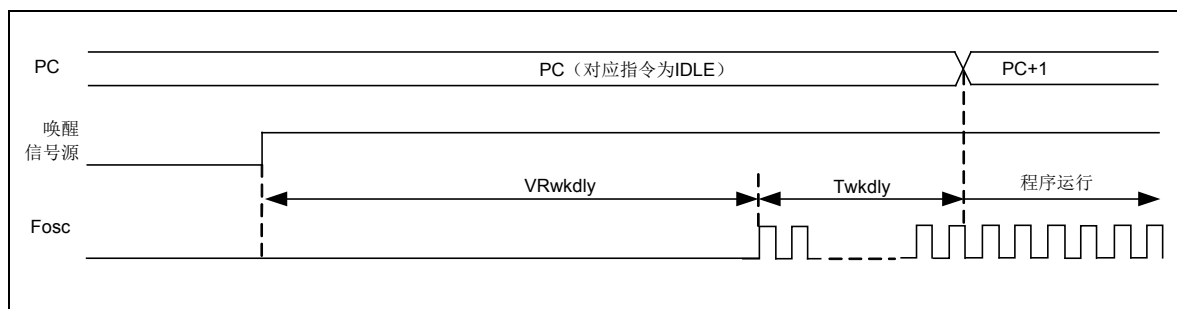 PC
PC（对应指令为IDLE）
PC+1
唤醒
信号源
VRwkdly
Twkdly
程序运行
Fosc